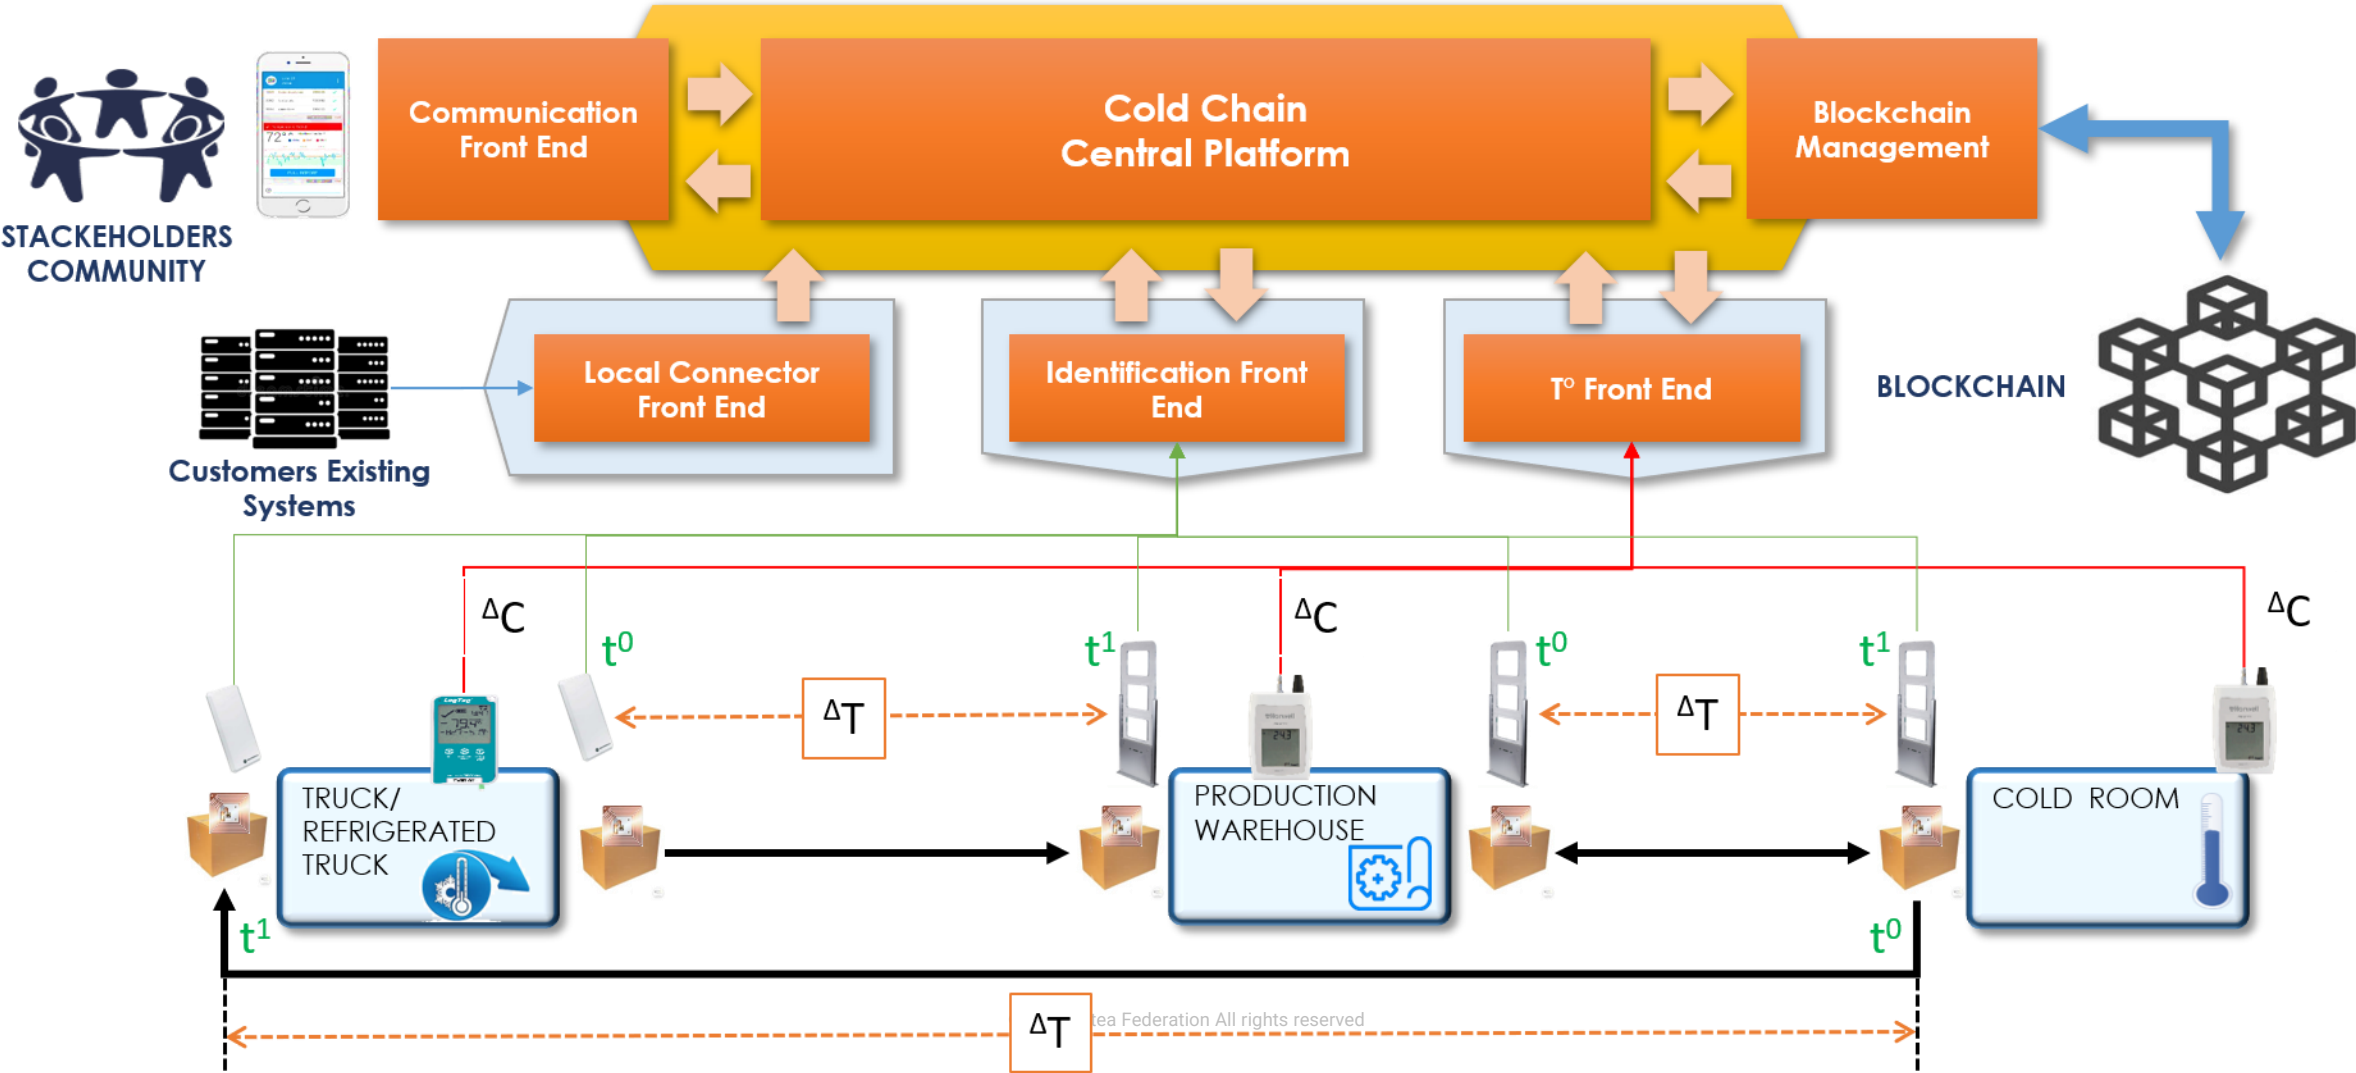 Communication
Front End
Cold Chain
Central Platform
Blockchain
Management
STACKEHOLDERS
COMMUNITY
Local Connector
Front End
Identification Front
End
T° Front End
BLOCKCHAIN
Customers Existing
Systems
ΔC
ΔC
ΔC
t0
t1
t0
t1
ΔT
ΔT
LogTag
TRUCK/
REFRIGERATED
TRUCK
PRODUCTION
WAREHOUSE
COLD ROOM
t1
t0
ΔT
tea Federation All rights reserved